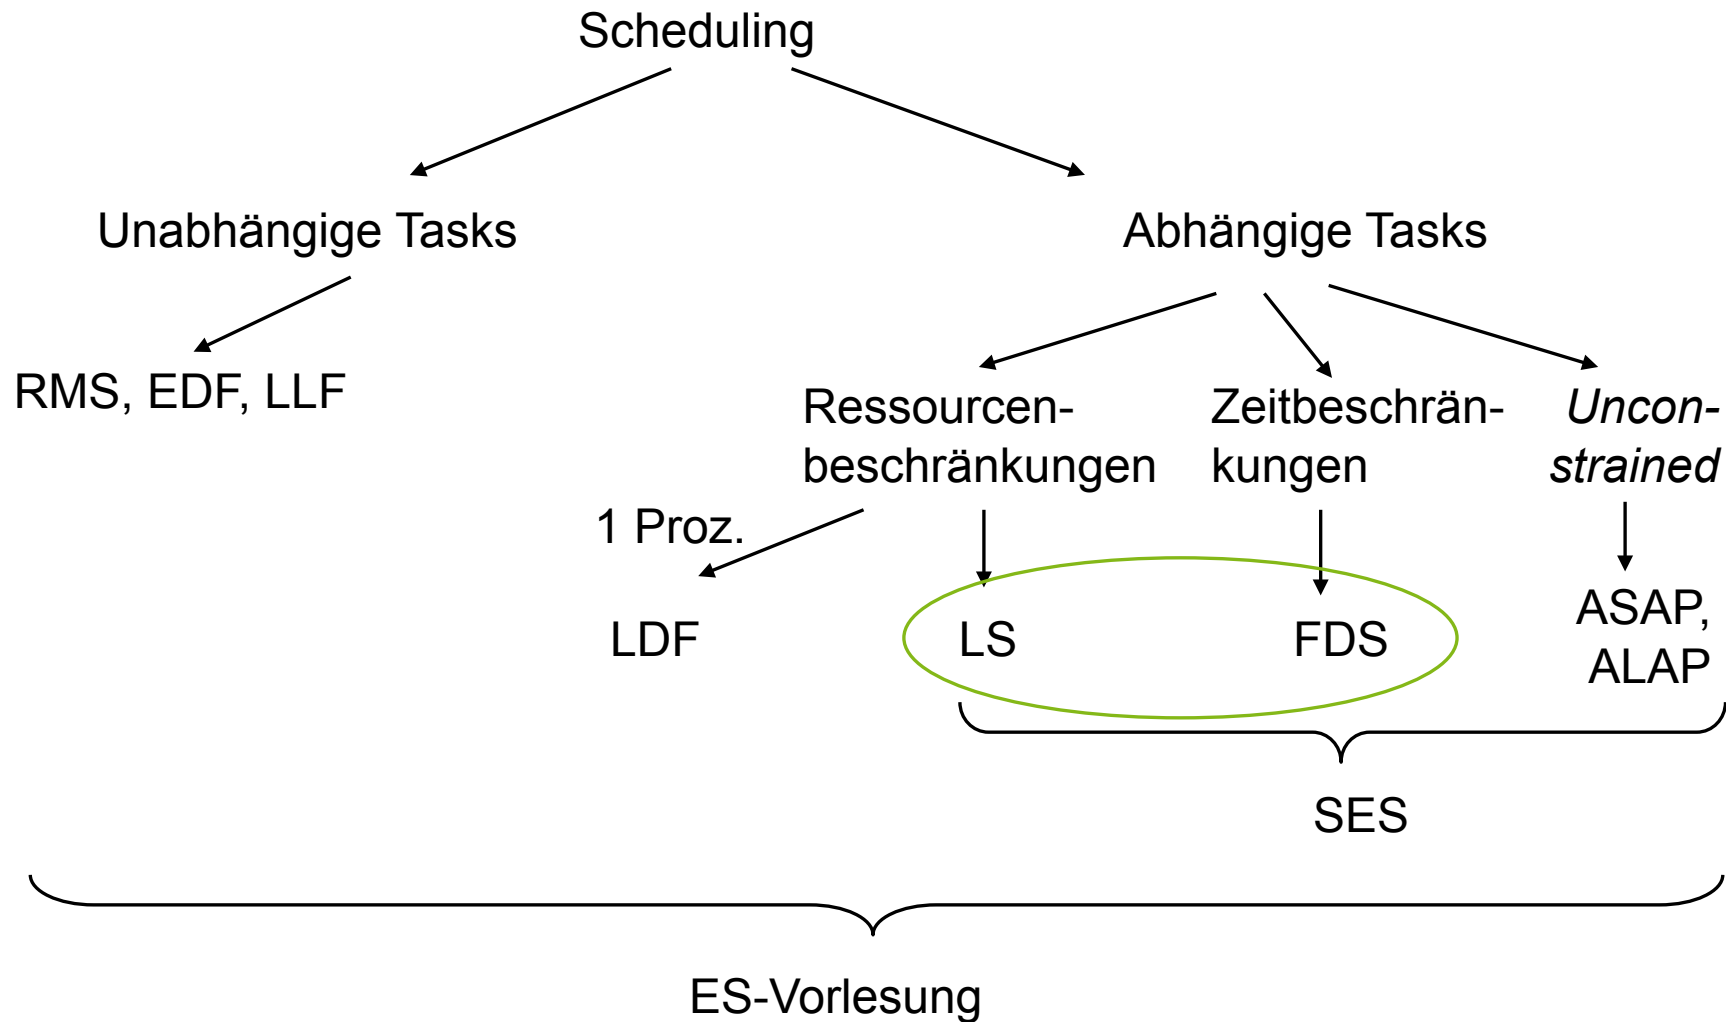 Scheduling
Unabhängige Tasks
Abhängige Tasks
RMS, EDF, LLF
Ressourcen-
beschränkungen
Zeitbeschrän-
kungen
Uncon-
strained
1 Proz.
LDF
LS
FDS
ASAP,
ALAP
SES
ES-Vorlesung